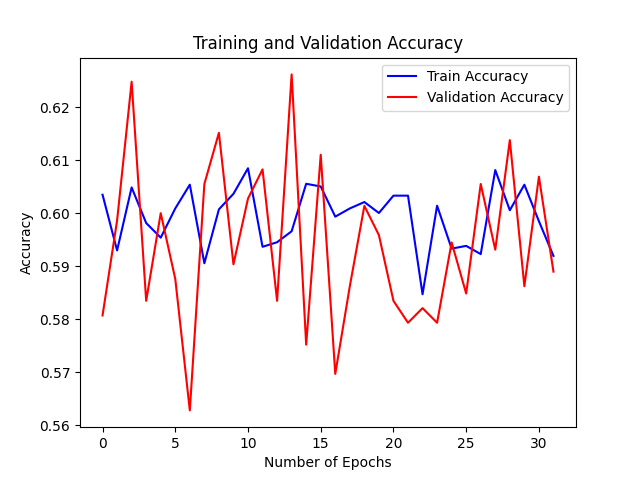 Training and Validation Accuracy
Train Accuracy
Validation Accuracy
0.62
0.61
0.60
0.59
0.58
0.57
0.56
Accuracy
0 5 10 15 20 25 30
Number of Epochs